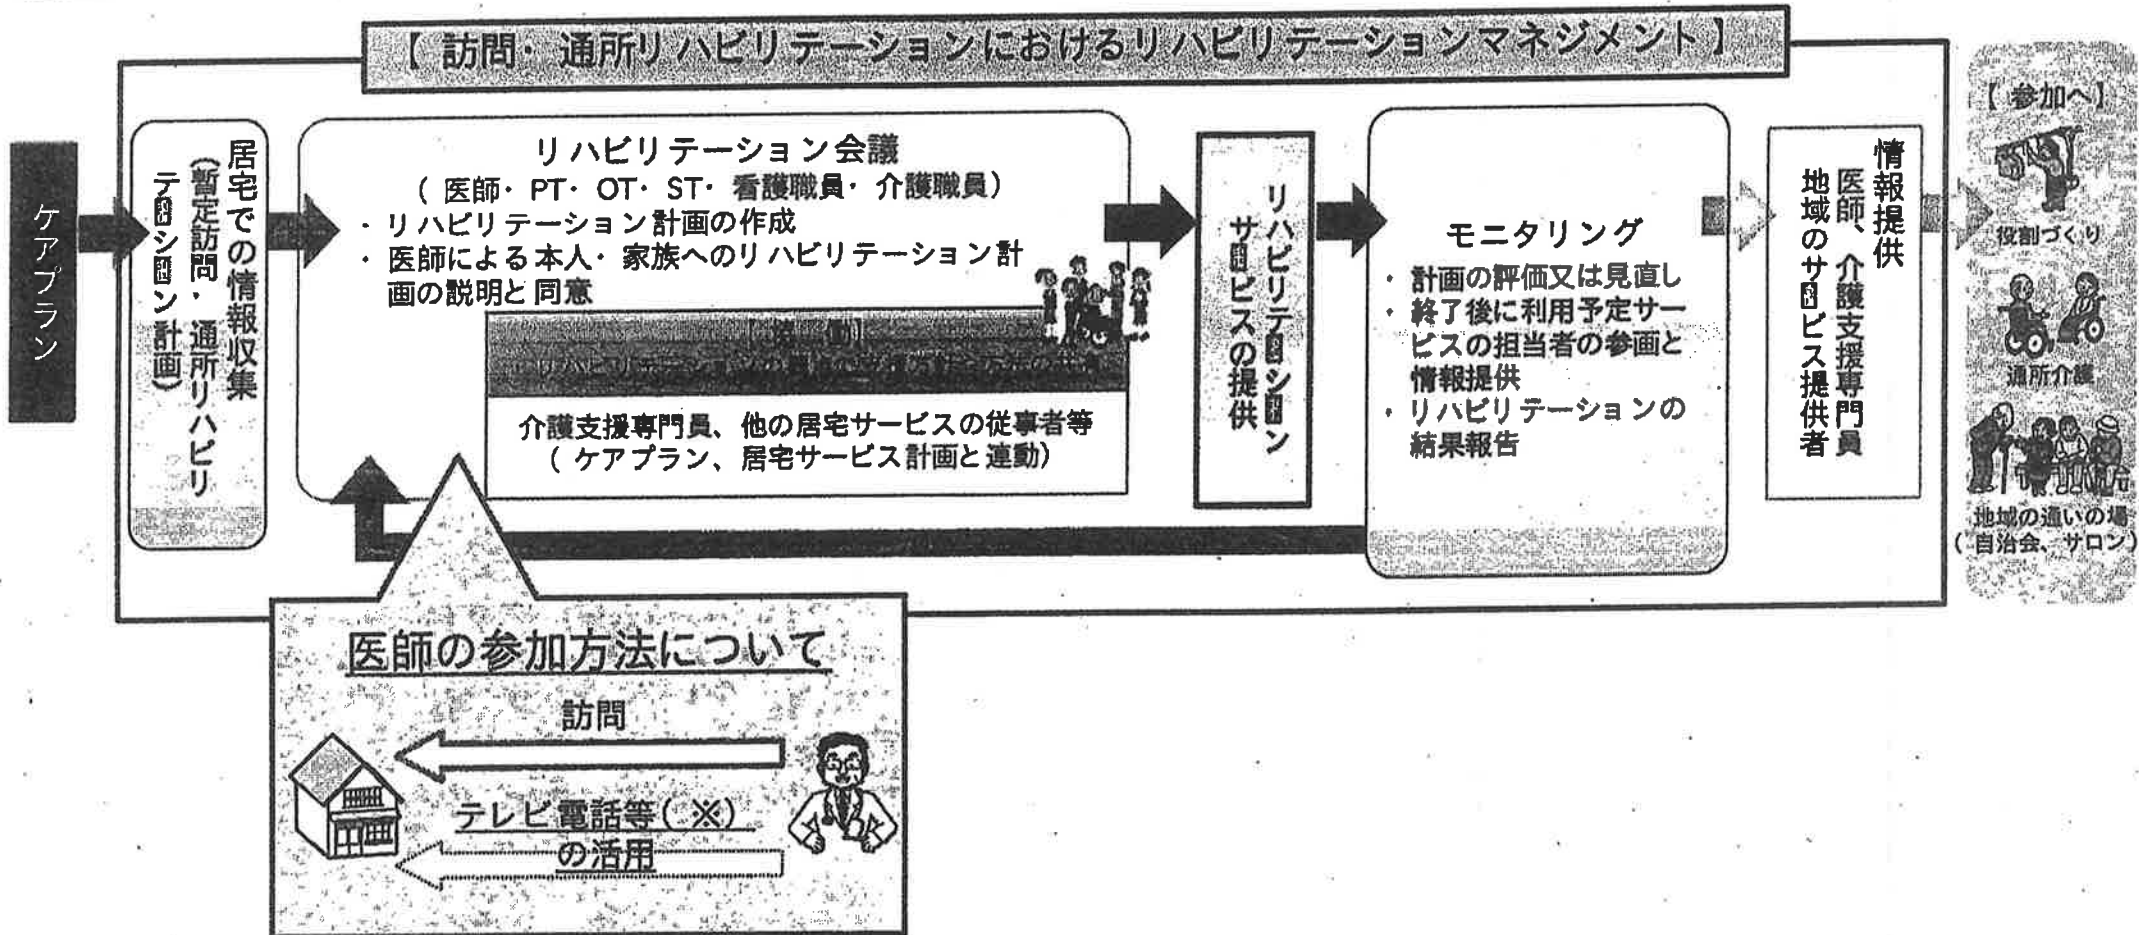 【 訪問・ 通所リハビリテーションにおけるリハビリテーションマネジメント】
ケアプラン
居宅での情報収集
(暫定訪問・ 通所リハビリ
テーション計画)
リハビリテーション会議
( 医師・ PT・ OT・ ST・ 看護職員・ 介護職員)
・ リハビリテーション計画の作成
・ 医師による本人・ 家族へのリハビリテーション計
画の説明と同意
【協 動】
介護支援専門員、他の居宅サービスの従事者等
( ケアプラン、居宅サービス計画と連動)
リハビリテーション
サービスの提供
モニタリング
・ 計画の評価又は見直し
・ 終了後に利用予定サー
ビスの担当者の参画と
情報提供
・ リハビリテーションの
結果報告
情報提供
医師、介護支援専門員
地域のサービス提供者
【 参加へ】
役割づくり
通所介護
地域の通いの場
( 自治会、サロン)
医師の参加方法について
訪問
テレビ電話等( ※)
の活用